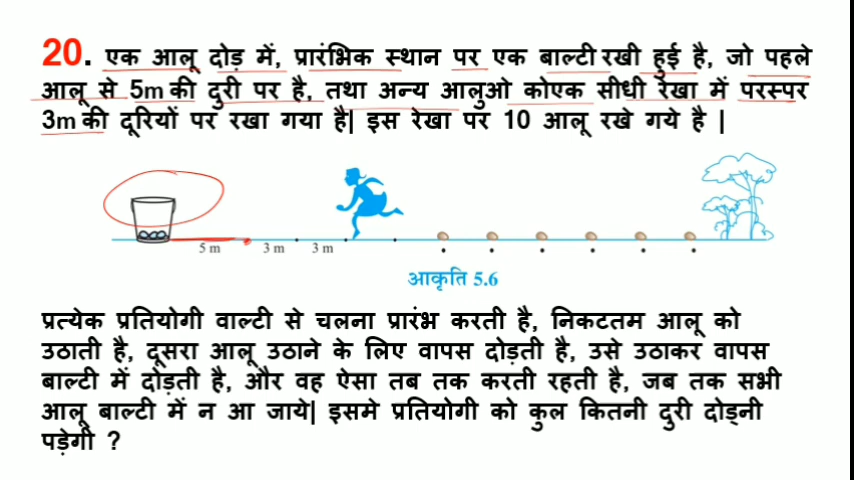 20. एक आलू दोड़ में, प्रारंभिक स्थान पर एक बाल्टी रखी हुई है, जो पहले
आलू से 5m की दुरी पर है, तथा अन्य आलुओ कोएक सीधी रेखा में परस्पर
3m की दूरियों पर रखा गया है| इस रेखा पर 10 आलू रखे गये है |
5 m 3 m 3 m
आकृति 5.6
प्रत्येक प्रतियोगी वाल्टी से चलना प्रारंभ करती है, निकटतम आलू को
उठाती है, दूसरा आलू उठाने के लिए वापस दोड़ती है, उसे उठाकर वापस
बाल्टी में दोड़ती है, और वह ऐसा तब तक करती रहती है, जब तक सभी
आलू बाल्टी में न आ जाये| इसमे प्रतियोगी को कुल कितनी दुरी दोड्नी
पड़ेगी ?